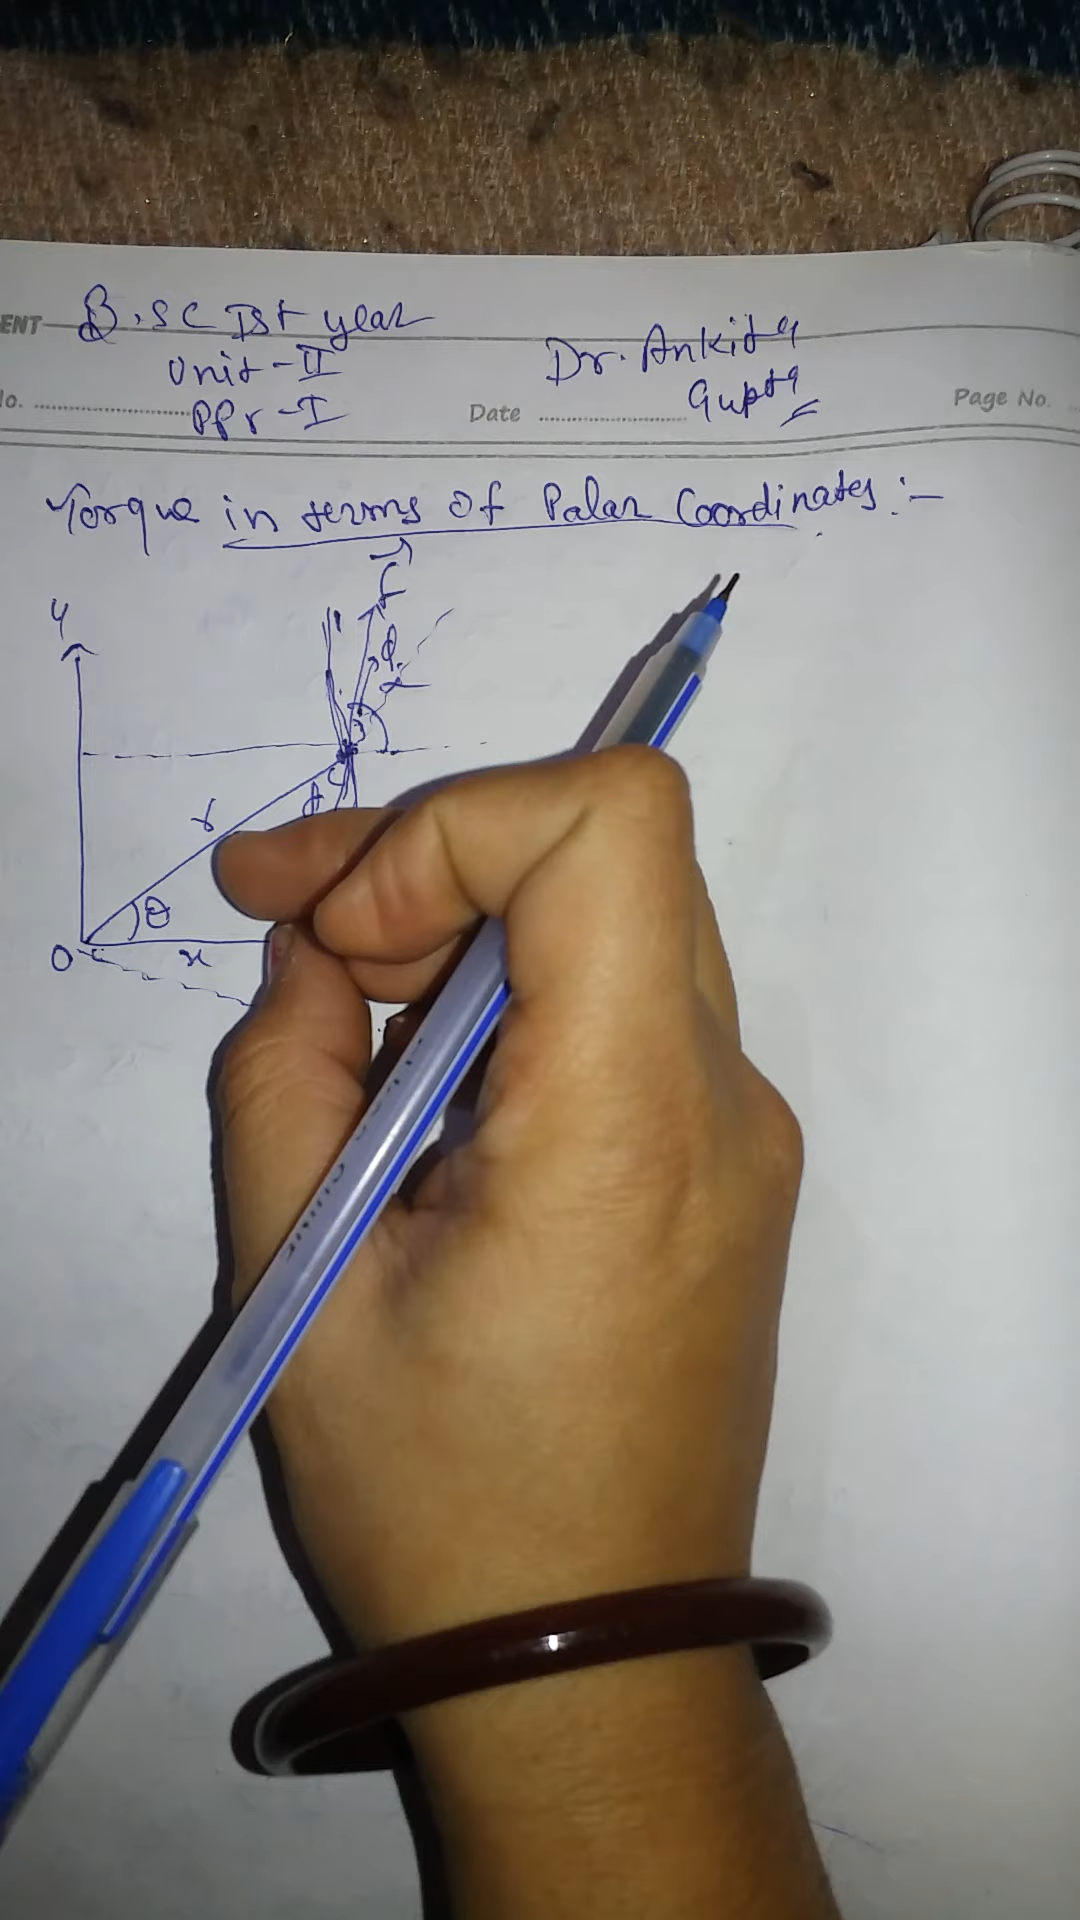 ENT B.SC Ist year
Unit-II
Dr. Ankita
Gupta
No. PPr-I
Date
Page No.
Torque in terms of Polar Coordinates :-
F
Y
φ
α
r
φ
θ
O
x